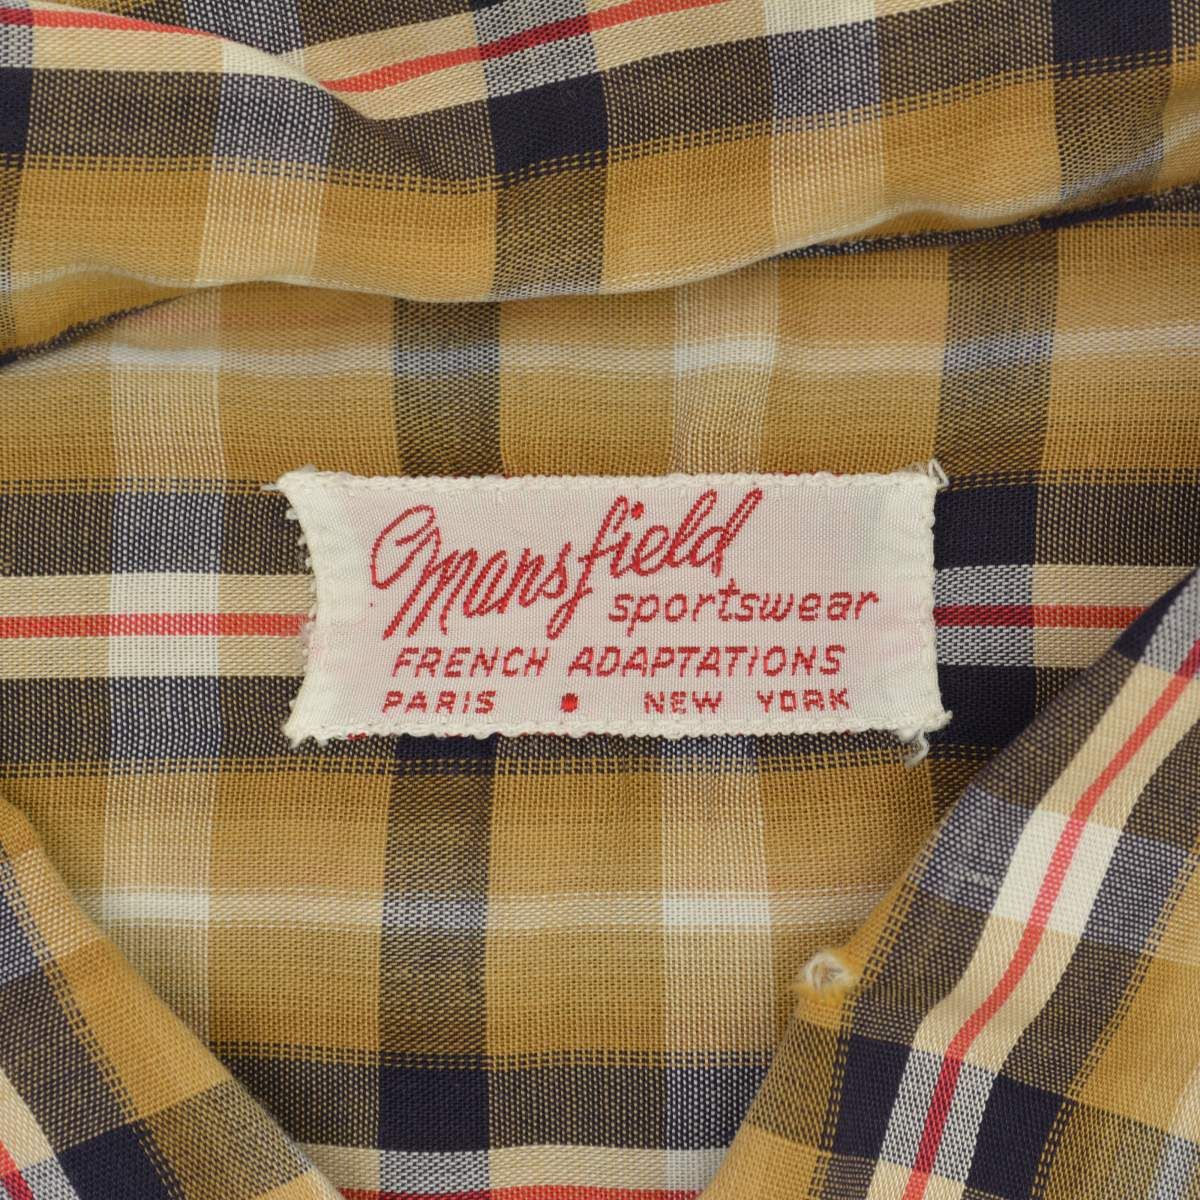 Mansfield
sportswear
FRENCH ADAPTATIONS
PARIS • NEW YORK